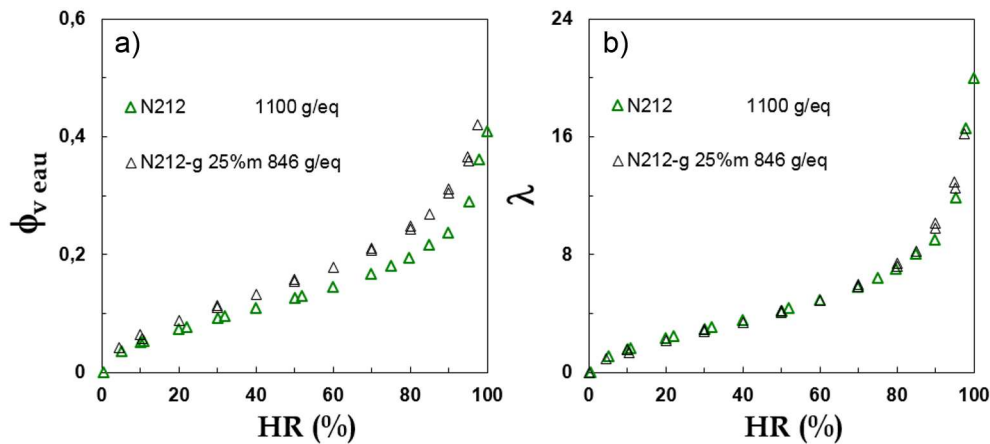 a)
0,6
0,4
0,2
0
ϕv eau
N212 1100 g/eq
N212-g 25%m 846 g/eq
0 20 40 60 80 100
HR (%)
b)
24
16
8
0
λ
N212 1100 g/eq
N212-g 25%m 846 g/eq
0 20 40 60 80 100
HR (%)